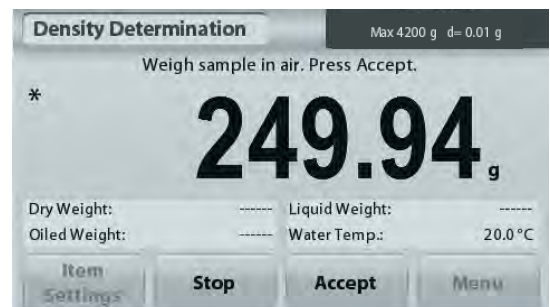 Density Determination
Max 4200 g d= 0.01 g
Weigh sample in air. Press Accept.
*
249.94 g
Dry Weight: ------ Liquid Weight: ------
Oiled Weight: ------ Water Temp.: 20.0 °C
Item Settings Stop Accept Menu